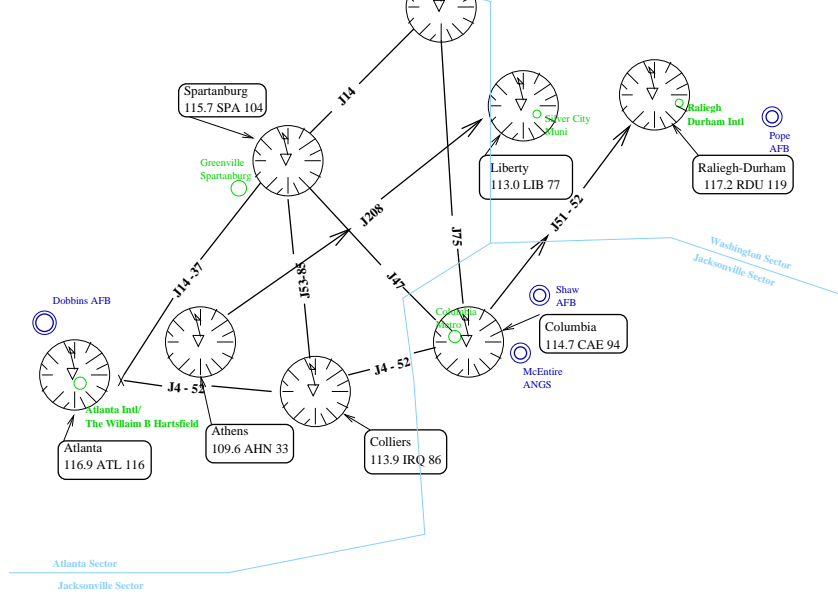 J14
Spartanburg
115.7 SPA 104
Greenville
Spartanburg
Silver City
Muni
Raliegh
Durham Intl
Pope
AFB
Liberty
113.0 LIB 77
Raliegh-Durham
117.2 RDU 119
J208
J75
J51 - 52
J14 -37
J53-85
J47
Washington Sector
Jacksonville Sector
Dobbins AFB
Shaw
AFB
Columbia
Metro
Columbia
114.7 CAE 94
McEntire
ANGS
J4 - 52
J4 - 52
Atlanta Intl/
The Willaim B Hartsfield
Athens
109.6 AHN 33
Colliers
113.9 IRQ 86
Atlanta
116.9 ATL 116
Atlanta Sector
Jacksonville Sector